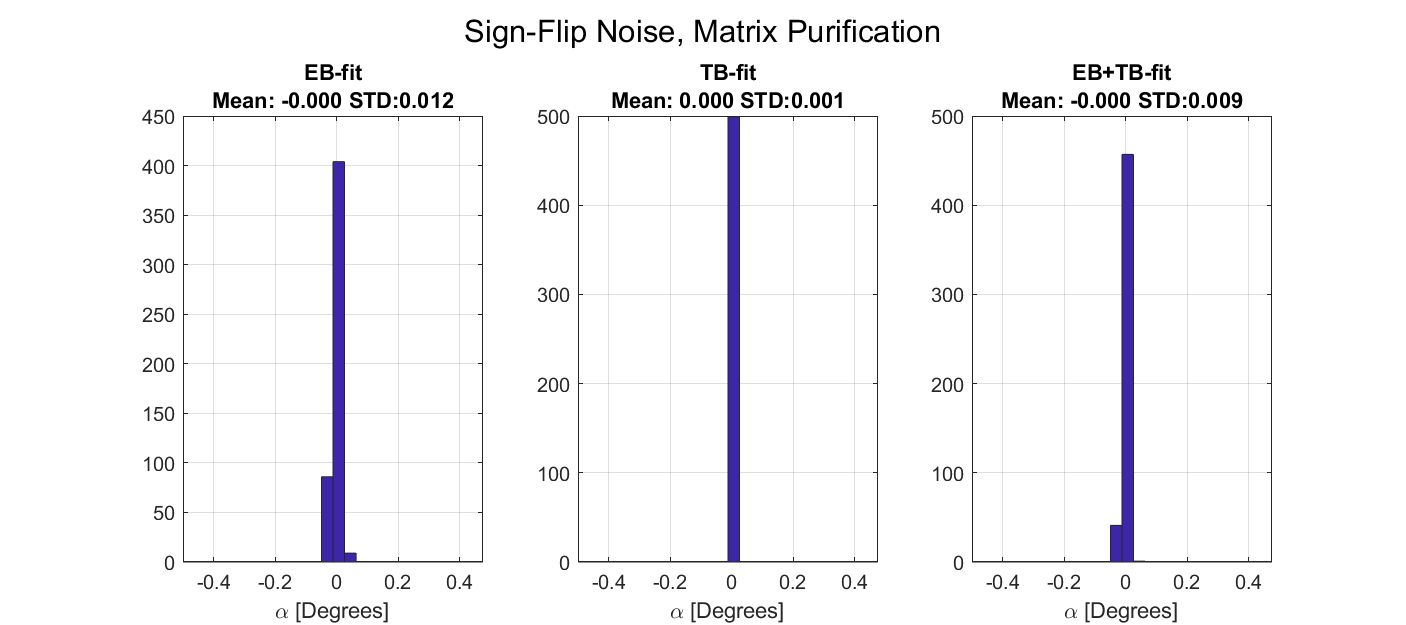 Sign-Flip Noise, Matrix Purification
EB-fit
Mean: -0.000 STD:0.012
450
400
350
300
250
200
150
100
50
0
-0.4 -0.2 0 0.2 0.4
α [Degrees]
TB-fit
Mean: 0.000 STD:0.001
500
400
300
200
100
0
-0.4 -0.2 0 0.2 0.4
α [Degrees]
EB+TB-fit
Mean: -0.000 STD:0.009
500
400
300
200
100
0
-0.4 -0.2 0 0.2 0.4
α [Degrees]